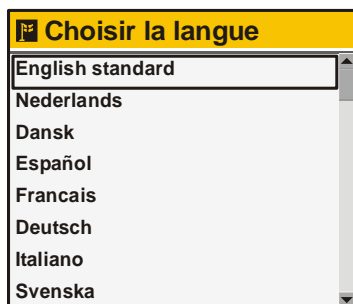 Choisir la langue
English standard
Nederlands
Dansk
Español
Francais
Deutsch
Italiano
Svenska